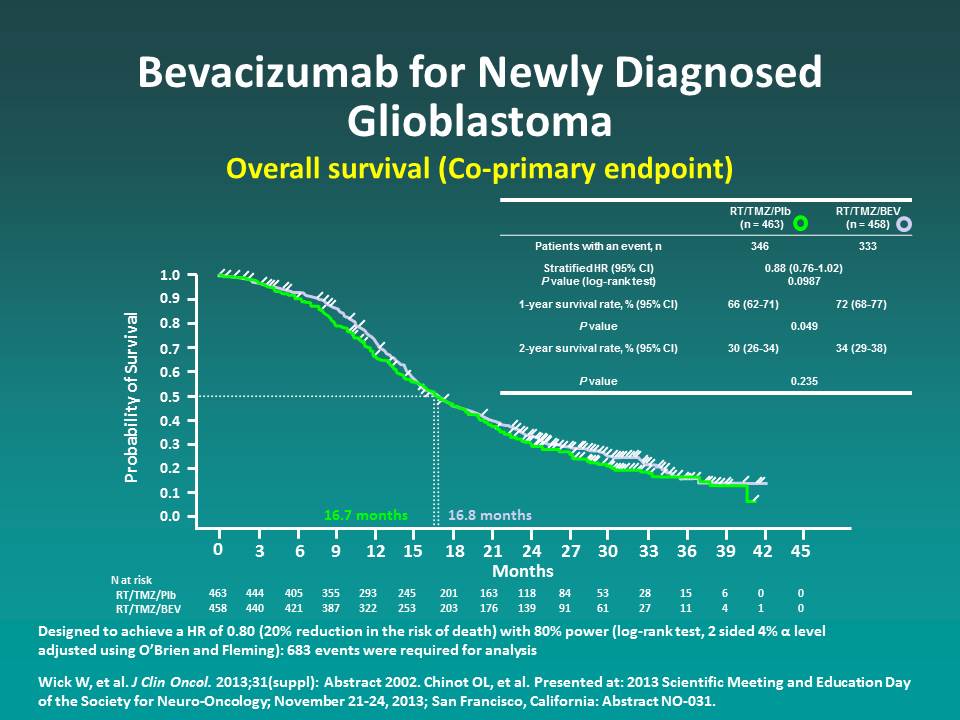 Bevacizumab for Newly Diagnosed
Glioblastoma
Overall survival (Co-primary endpoint)
RT/TMZ/Plb RT/TMZ/BEV
(n = 463) (n = 458)
Patients with an event, n 346 333
Stratified HR (95% CI) 0.88 (0.76-1.02)
P value (log-rank test) 0.0987
1-year survival rate, % (95% CI) 66 (62-71) 72 (68-77)
P value 0.049
2-year survival rate, % (95% CI) 30 (26-34) 34 (29-38)
P value 0.235
Probability of Survival
1.0
0.9
0.8
0.7
0.6
0.5
0.4
0.3
0.2
0.1
0.0
16.7 months 16.8 months
0 3 6 9 12 15 18 21 24 27 30 33 36 39 42 45
Months
N at risk
RT/TMZ/Plb 463 444 405 355 293 245 201 163 118 84 53 28 15 6 0 0
RT/TMZ/BEV 458 440 421 387 322 253 203 176 139 91 61 27 11 4 1 0
Designed to achieve a HR of 0.80 (20% reduction in the risk of death) with 80% power (log-rank test, 2 sided 4% α level
adjusted using O’Brien and Fleming): 683 events were required for analysis
Wick W, et al. J Clin Oncol. 2013;31(suppl): Abstract 2002. Chinot OL, et al. Presented at: 2013 Scientific Meeting and Education Day
of the Society for Neuro-Oncology; November 21-24, 2013; San Francisco, California: Abstract NO-031.